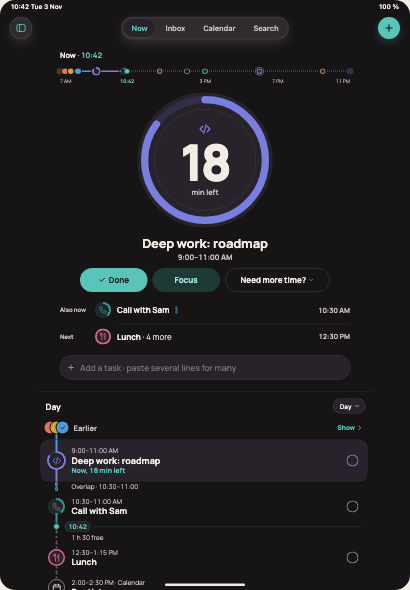 10:42 Tue 3 Nov
100 %
Now
Inbox
Calendar
Search
Now · 10:42
7 AM
10:42
3 PM
7 PM
11 PM
18
min left
Deep work: roadmap
9:00–11:00 AM
Done
Focus
Need more time?
Also now
Call with Sam
10:30 AM
Next
Lunch · 4 more
12:30 PM
Add a task · paste several lines for many
Day
Day
Earlier
Show
9:00–11:00 AM
Deep work: roadmap
Now, 18 min left
Overlap · 10:30–11:00
10:30–11:00 AM
Call with Sam
10:42
1 h 30 free
12:30–1:15 PM
Lunch
2:00–2:30 PM · Calendar